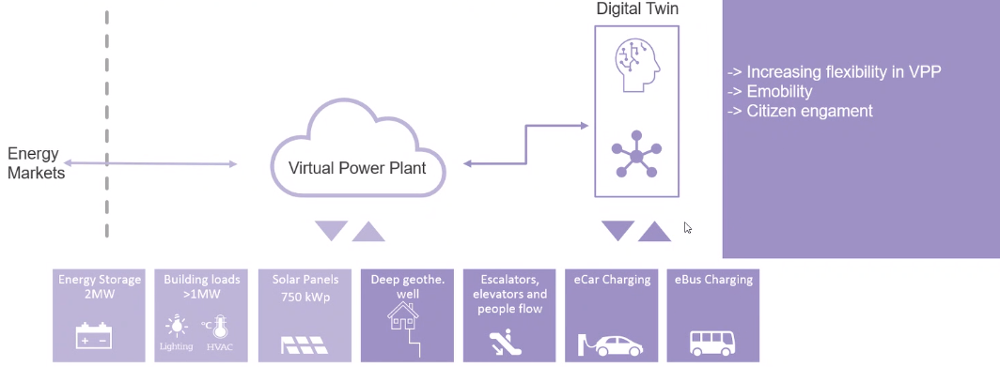 Digital Twin
-> Increasing flexibility in VPP
-> Emobility
-> Citizen engament
Energy
Markets
Virtual Power Plant
Energy Storage
2MW
Building loads
>1MW
°C
Lighting
HVAC
Solar Panels
750 kWp
Deep geothe.
well
Escalators,
elevators and
people flow
eCar Charging
eBus Charging